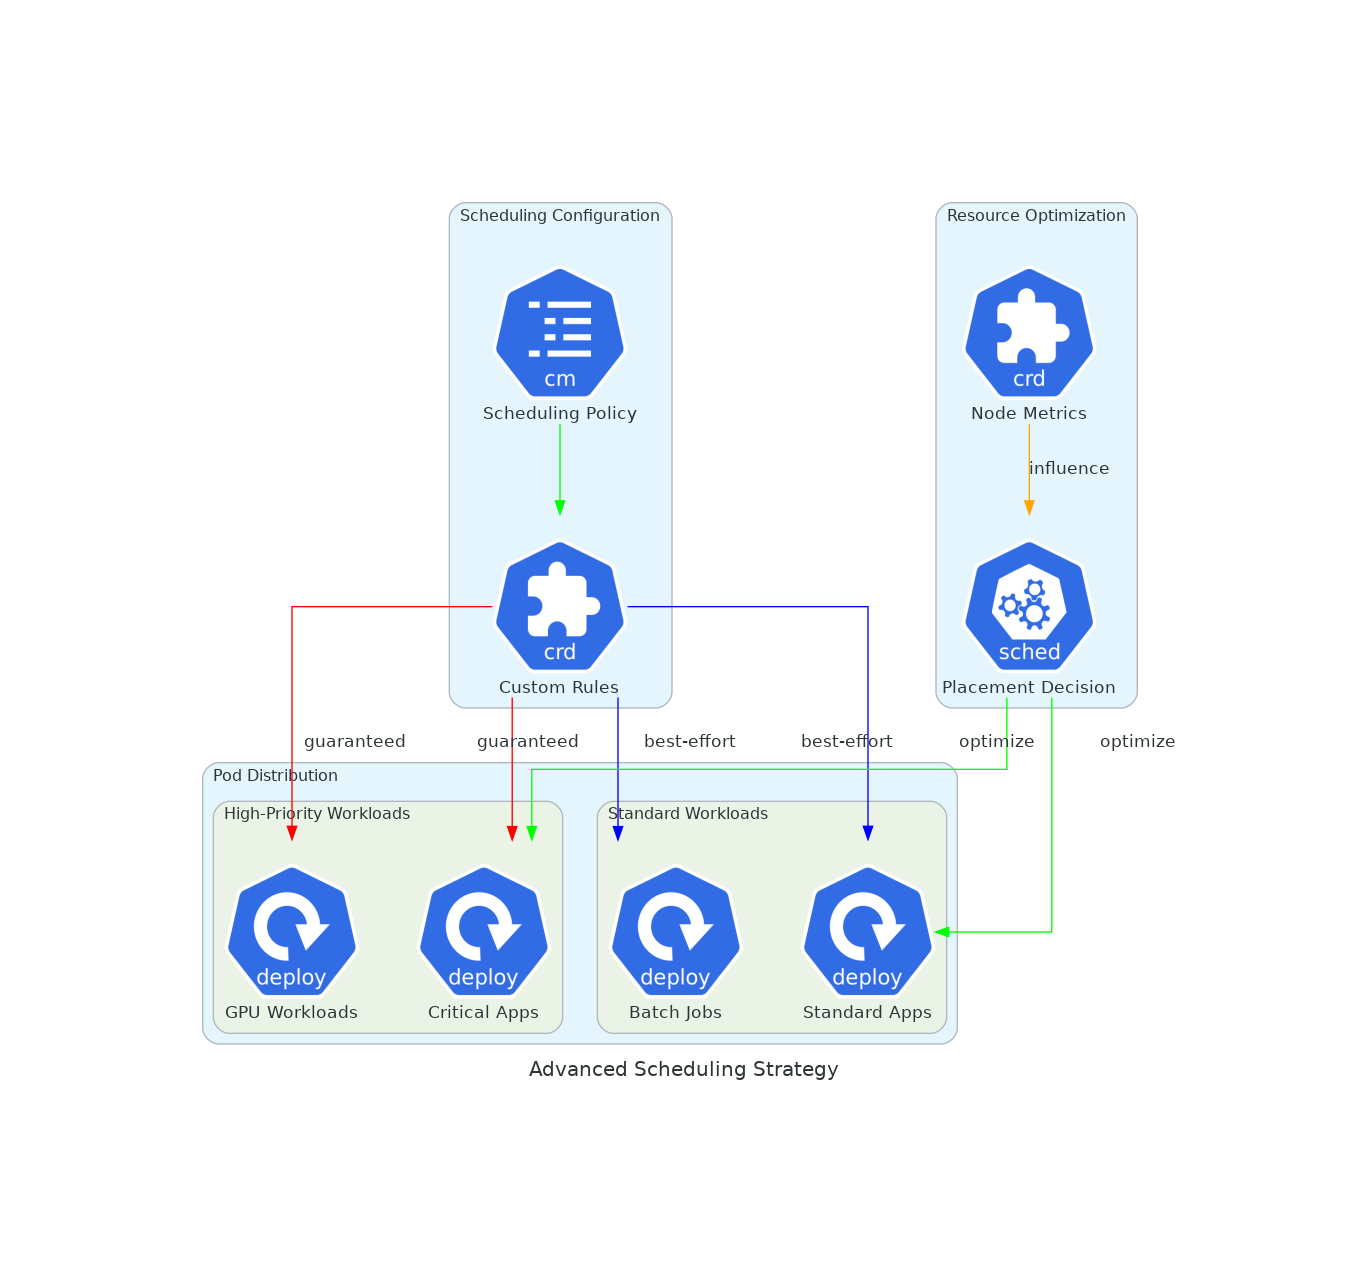 Scheduling Configuration
Resource Optimization
cm
Scheduling Policy
crd
Node Metrics
influence
crd
Custom Rules
sched
Placement Decision
guaranteed
guaranteed
best-effort
best-effort
optimize
optimize
Pod Distribution
High-Priority Workloads
Standard Workloads
deploy
GPU Workloads
deploy
Critical Apps
deploy
Batch Jobs
deploy
Standard Apps
Advanced Scheduling Strategy